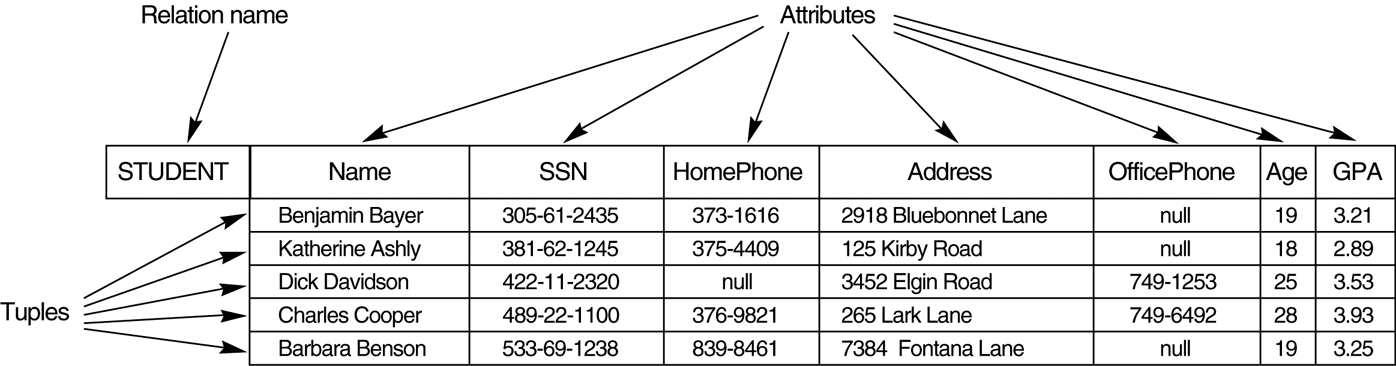 Relation name Attributes
STUDENT Name SSN HomePhone Address OfficePhone Age GPA
Benjamin Bayer 305-61-2435 373-1616 2918 Bluebonnet Lane null 19 3.21
Katherine Ashly 381-62-1245 375-4409 125 Kirby Road null 18 2.89
Dick Davidson 422-11-2320 null 3452 Elgin Road 749-1253 25 3.53
Tuples Charles Cooper 489-22-1100 376-9821 265 Lark Lane 749-6492 28 3.93
Barbara Benson 533-69-1238 839-8461 7384 Fontana Lane null 19 3.25